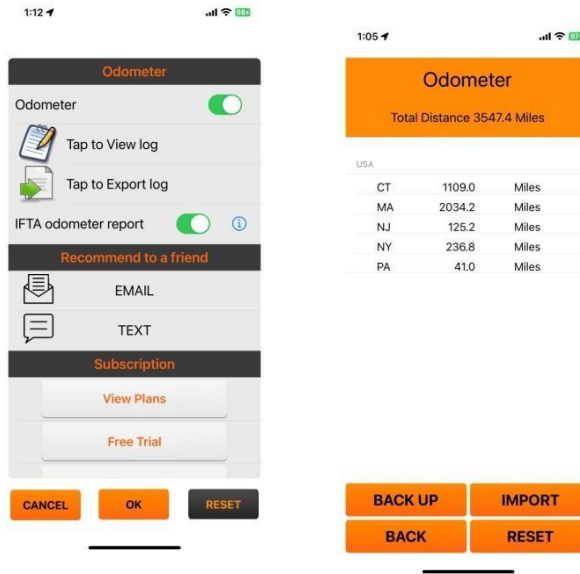 1:12
Odometer
Odometer
Tap to View log
Tap to Export log
IFTA odometer report
Recommend to a friend
EMAIL
TEXT
Subscription
View Plans
Free Trial
CANCEL OK RESET
1:05
Odometer
Total Distance 3547.4 Miles
USA
CT 1109.0 Miles
MA 2034.2 Miles
NJ 125.2 Miles
NY 236.8 Miles
PA 41.0 Miles
BACK UP IMPORT
BACK RESET